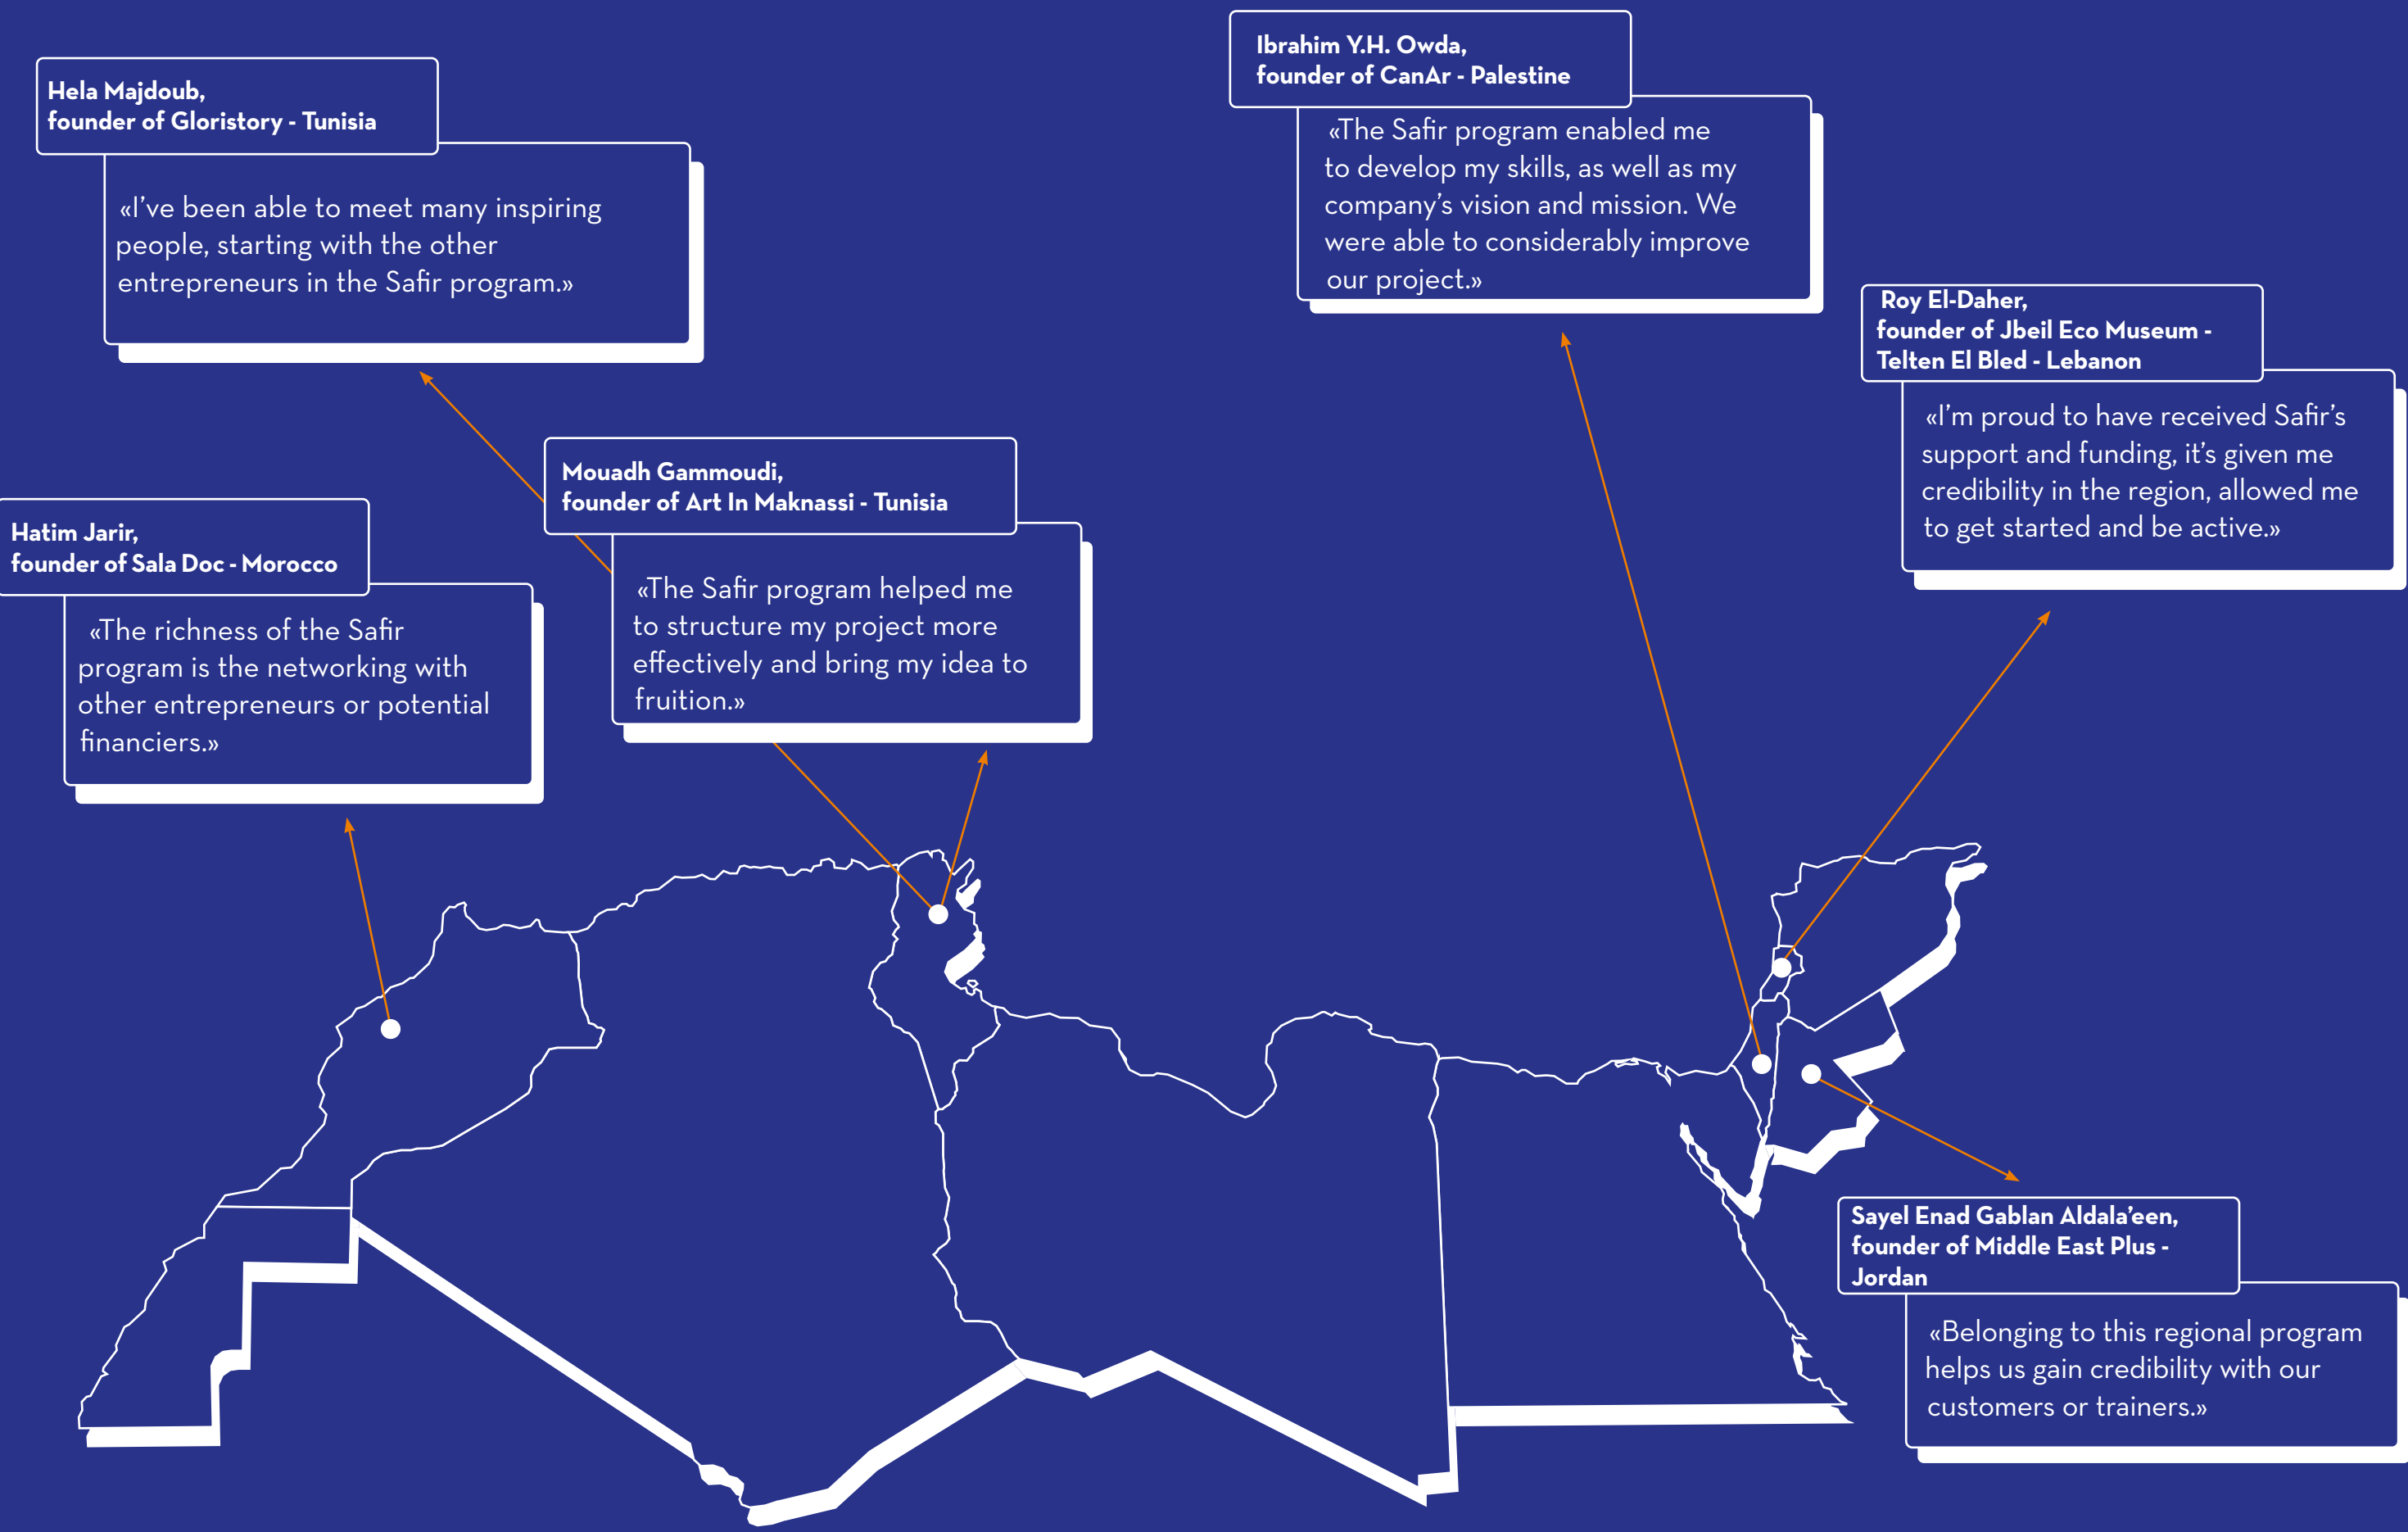 Hela Majdoub,
founder of Gloristory - Tunisia
«I've been able to meet many inspiring
people, starting with the other
entrepreneurs in the Safir program.»
Ibrahim Y.H. Owda,
founder of CanAr - Palestine
«The Safir program enabled me
to develop my skills, as well as my
company's vision and mission. We
were able to considerably improve
our project.»
Roy El-Daher,
founder of Jbeil Eco Museum -
Telten El Bled - Lebanon
«I'm proud to have received Safir's
support and funding, it's given me
credibility in the region, allowed me
to get started and be active.»
Mouadh Gammoudi,
founder of Art In Maknassi - Tunisia
«The Safir program helped me
to structure my project more
effectively and bring my idea to
fruition.»
Hatim Jarir,
founder of Sala Doc - Morocco
«The richness of the Safir
program is the networking with
other entrepreneurs or potential
financiers.»
Sayel Enad Gablan Aldala'een,
founder of Middle East Plus -
Jordan
«Belonging to this regional program
helps us gain credibility with our
customers or trainers.»